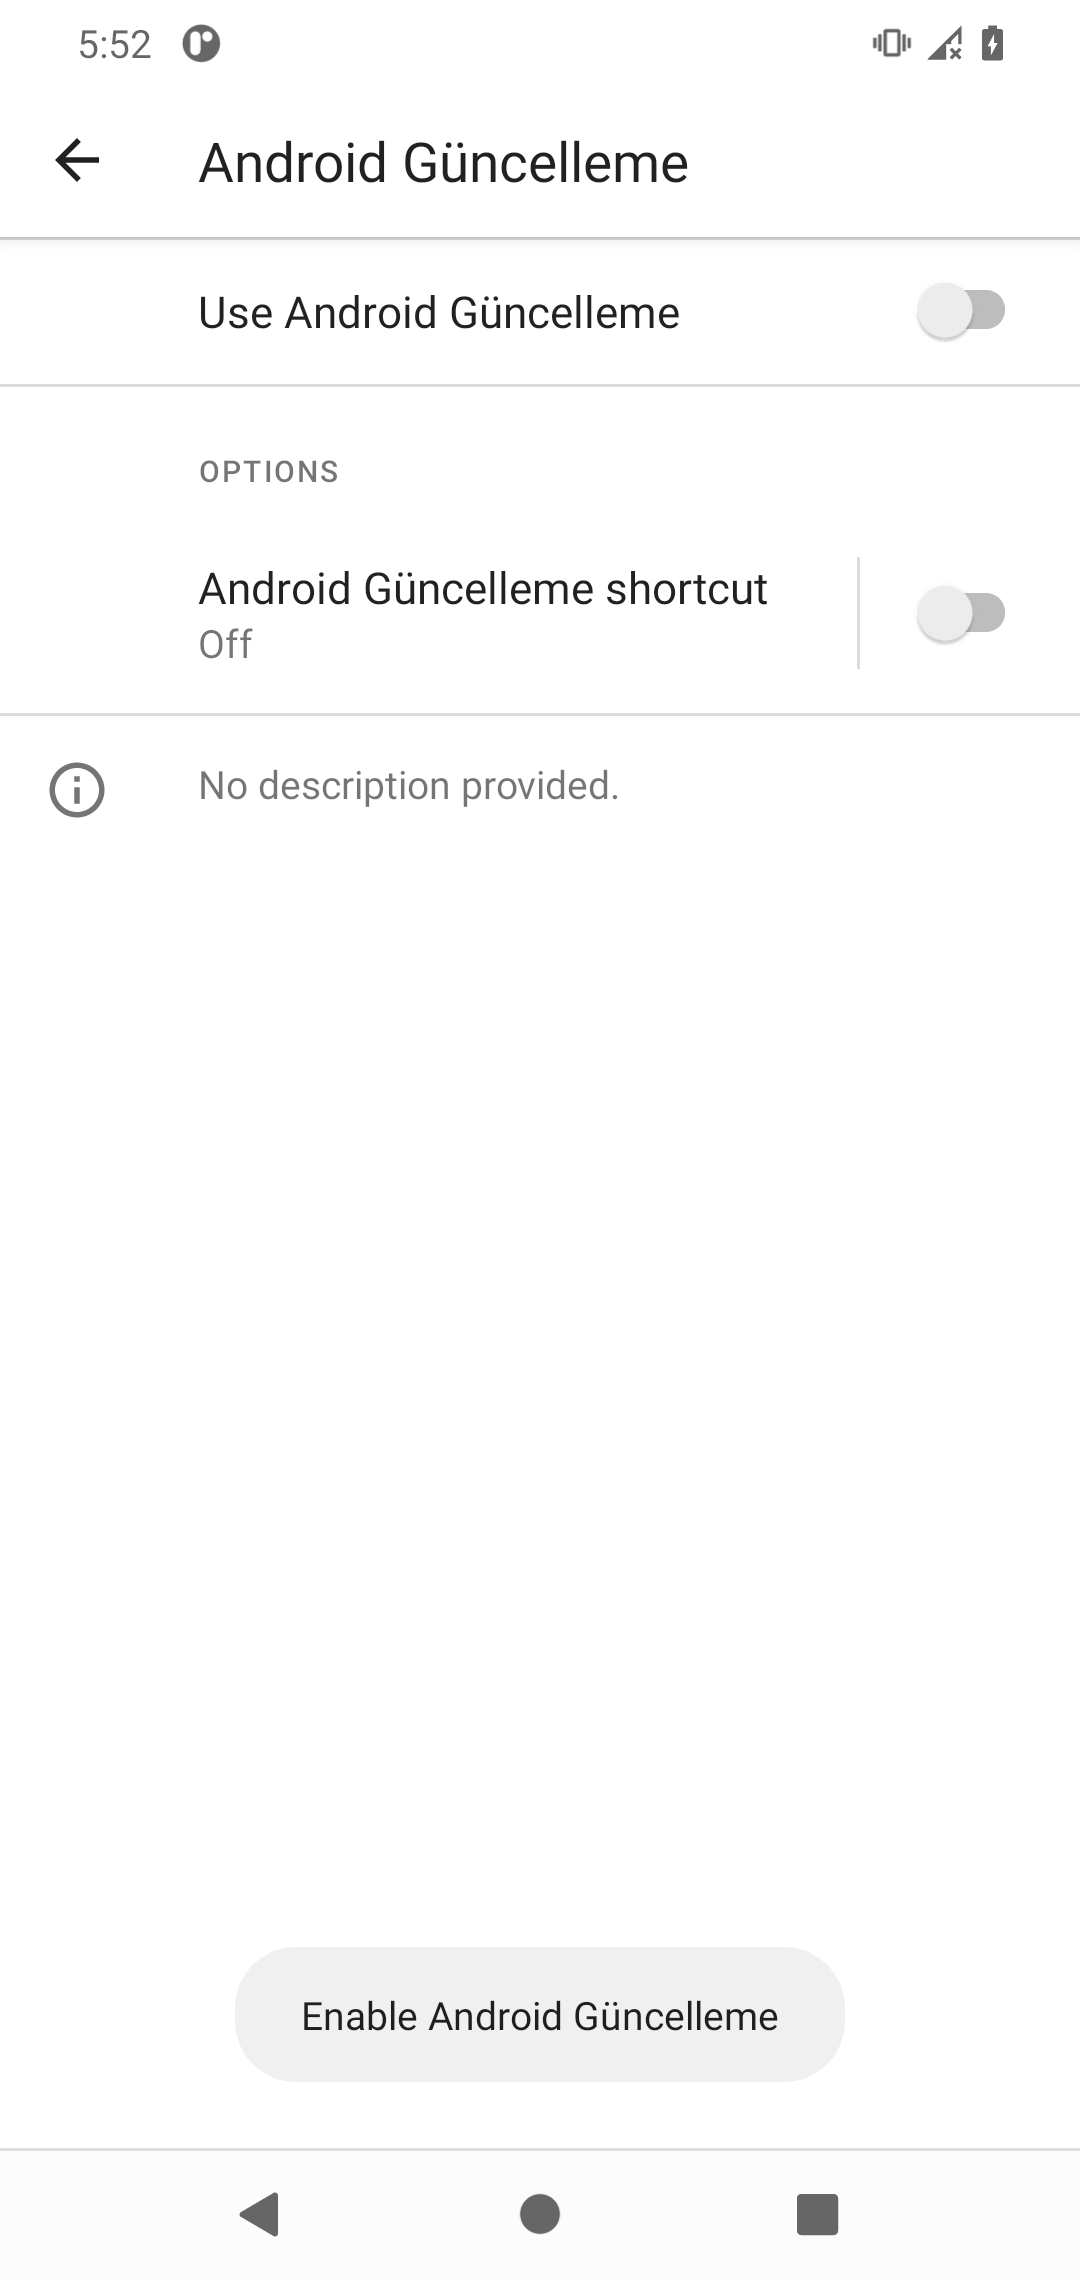 5:52
Android Güncelleme
Use Android Güncelleme
OPTIONS
Android Güncelleme shortcut
Off
No description provided.
Enable Android Güncelleme